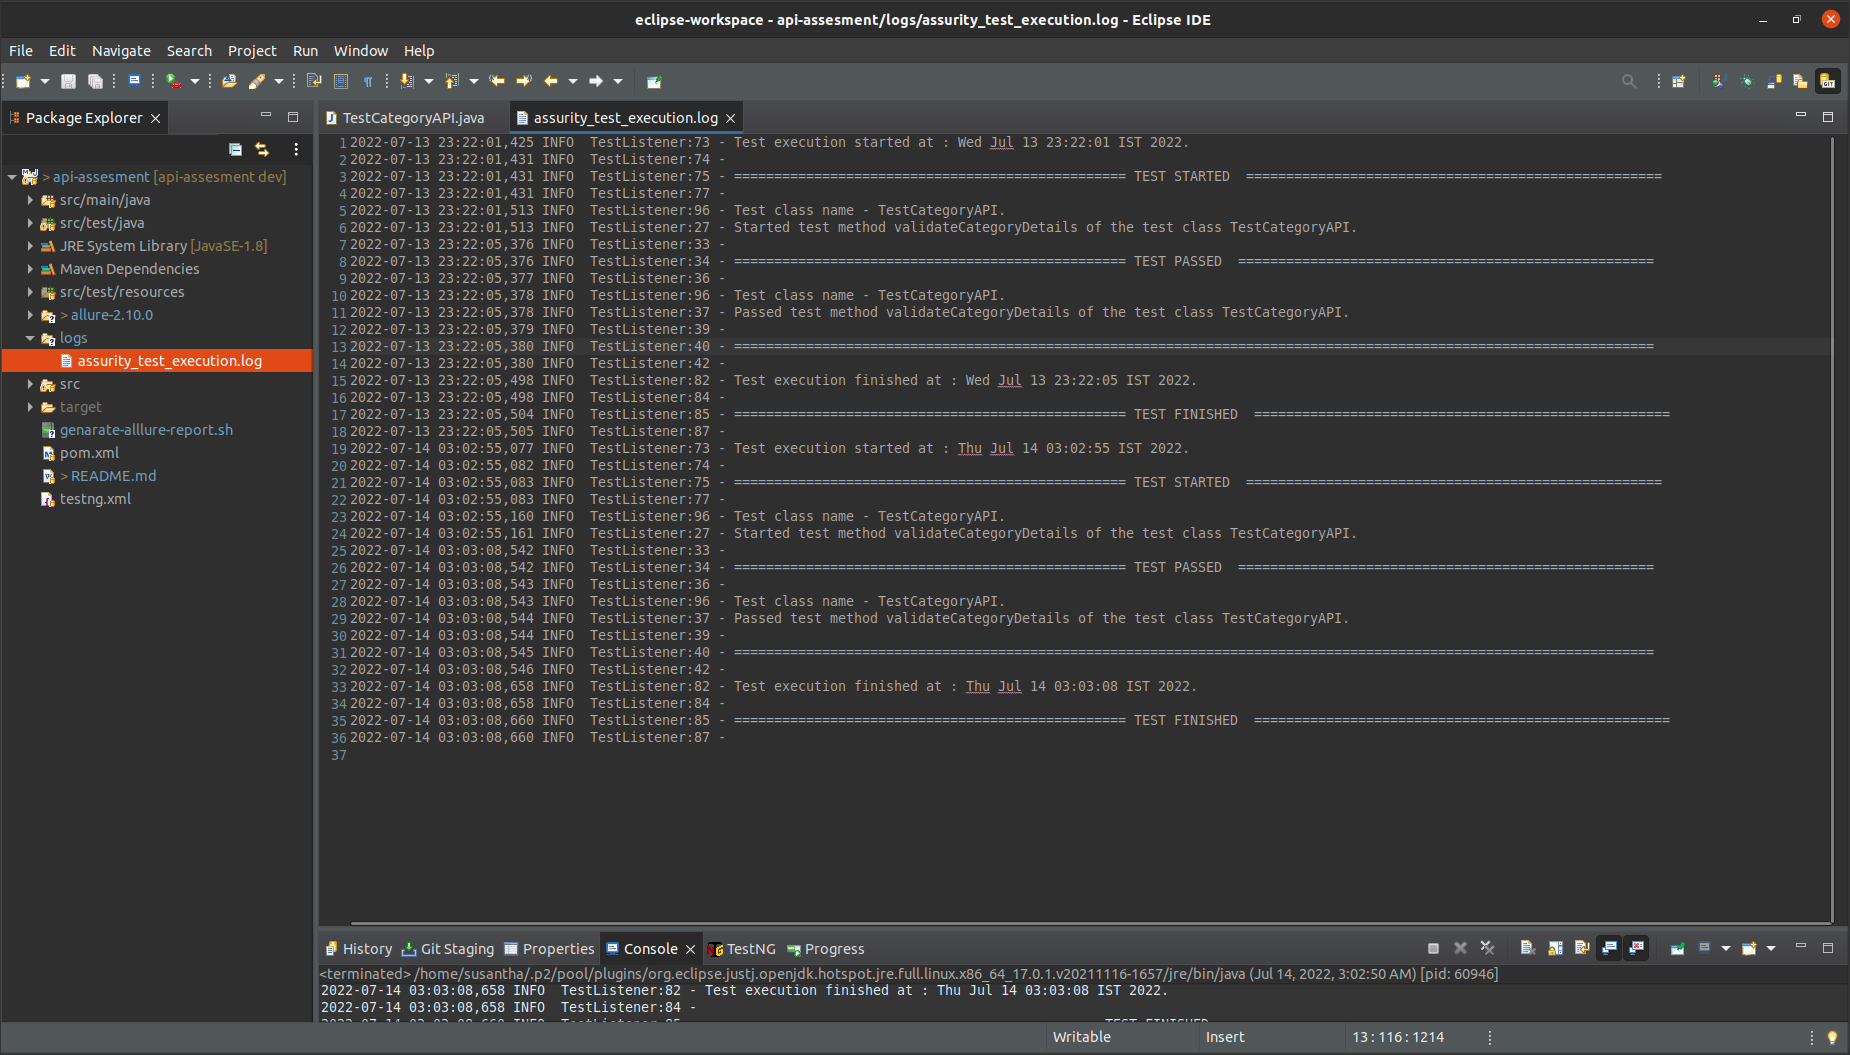 eclipse-workspace - api-assesment/logs/assurity_test_execution.log - Eclipse IDE
File Edit Navigate Search Project Run Window Help
Package Explorer
TestCategoryAPI.java
assurity_test_execution.log
> api-assesment [api-assesment dev]
src/main/java
src/test/java
JRE System Library [JavaSE-1.8]
Maven Dependencies
src/test/resources
> allure-2.10.0
logs
assurity_test_execution.log
src
target
genarate-alllure-report.sh
pom.xml
> README.md
testng.xml
1 2022-07-13 23:22:01,425 INFO  TestListener:73 - Test execution started at : Wed Jul 13 23:22:01 IST 2022.
2 2022-07-13 23:22:01,431 INFO  TestListener:74 -
3 2022-07-13 23:22:01,431 INFO  TestListener:75 - ================================================= TEST STARTED  ====================================================
4 2022-07-13 23:22:01,431 INFO  TestListener:77 -
5 2022-07-13 23:22:01,513 INFO  TestListener:96 - Test class name - TestCategoryAPI.
6 2022-07-13 23:22:01,513 INFO  TestListener:27 - Started test method validateCategoryDetails of the test class TestCategoryAPI.
7 2022-07-13 23:22:05,376 INFO  TestListener:33 -
8 2022-07-13 23:22:05,376 INFO  TestListener:34 - ================================================= TEST PASSED  ====================================================
9 2022-07-13 23:22:05,377 INFO  TestListener:36 -
10 2022-07-13 23:22:05,378 INFO  TestListener:96 - Test class name - TestCategoryAPI.
11 2022-07-13 23:22:05,378 INFO  TestListener:37 - Passed test method validateCategoryDetails of the test class TestCategoryAPI.
12 2022-07-13 23:22:05,379 INFO  TestListener:39 -
13 2022-07-13 23:22:05,380 INFO  TestListener:40 - ===================================================================================================================
14 2022-07-13 23:22:05,380 INFO  TestListener:42 -
15 2022-07-13 23:22:05,498 INFO  TestListener:82 - Test execution finished at : Wed Jul 13 23:22:05 IST 2022.
16 2022-07-13 23:22:05,498 INFO  TestListener:84 -
17 2022-07-13 23:22:05,504 INFO  TestListener:85 - ================================================= TEST FINISHED  ====================================================
18 2022-07-13 23:22:05,505 INFO  TestListener:87 -
19 2022-07-14 03:02:55,077 INFO  TestListener:73 - Test execution started at : Thu Jul 14 03:02:55 IST 2022.
20 2022-07-14 03:02:55,082 INFO  TestListener:74 -
21 2022-07-14 03:02:55,083 INFO  TestListener:75 - ================================================= TEST STARTED  ====================================================
22 2022-07-14 03:02:55,083 INFO  TestListener:77 -
23 2022-07-14 03:02:55,160 INFO  TestListener:96 - Test class name - TestCategoryAPI.
24 2022-07-14 03:02:55,161 INFO  TestListener:27 - Started test method validateCategoryDetails of the test class TestCategoryAPI.
25 2022-07-14 03:03:08,542 INFO  TestListener:33 -
26 2022-07-14 03:03:08,542 INFO  TestListener:34 - ================================================= TEST PASSED  ====================================================
27 2022-07-14 03:03:08,543 INFO  TestListener:36 -
28 2022-07-14 03:03:08,543 INFO  TestListener:96 - Test class name - TestCategoryAPI.
29 2022-07-14 03:03:08,544 INFO  TestListener:37 - Passed test method validateCategoryDetails of the test class TestCategoryAPI.
30 2022-07-14 03:03:08,544 INFO  TestListener:39 -
31 2022-07-14 03:03:08,545 INFO  TestListener:40 - ===================================================================================================================
32 2022-07-14 03:03:08,546 INFO  TestListener:42 -
33 2022-07-14 03:03:08,658 INFO  TestListener:82 - Test execution finished at : Thu Jul 14 03:03:08 IST 2022.
34 2022-07-14 03:03:08,658 INFO  TestListener:84 -
35 2022-07-14 03:03:08,660 INFO  TestListener:85 - ================================================= TEST FINISHED  ====================================================
36 2022-07-14 03:03:08,660 INFO  TestListener:87 -
37
History Git Staging Properties Console TestNG Progress
<terminated> /home/susantha/.p2/pool/plugins/org.eclipse.justj.openjdk.hotspot.jre.full.linux.x86_64_17.0.1.v20211116-1657/jre/bin/java (Jul 14, 2022, 3:02:50 AM) [pid: 60946]
2022-07-14 03:03:08,658 INFO  TestListener:82 - Test execution finished at : Thu Jul 14 03:03:08 IST 2022.
2022-07-14 03:03:08,658 INFO  TestListener:84 -
Writable Insert 13 : 116 : 1214